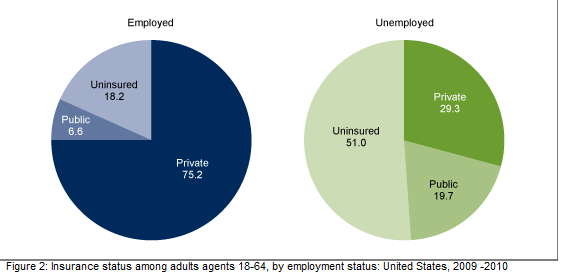 Employed
Unemployed
Uninsured
18.2
Public
6.6
Private
75.2
Private
29.3
Uninsured
51.0
Public
19.7
Figure 2: Insurance status among adults agents 18-64, by employment status: United States, 2009 -2010